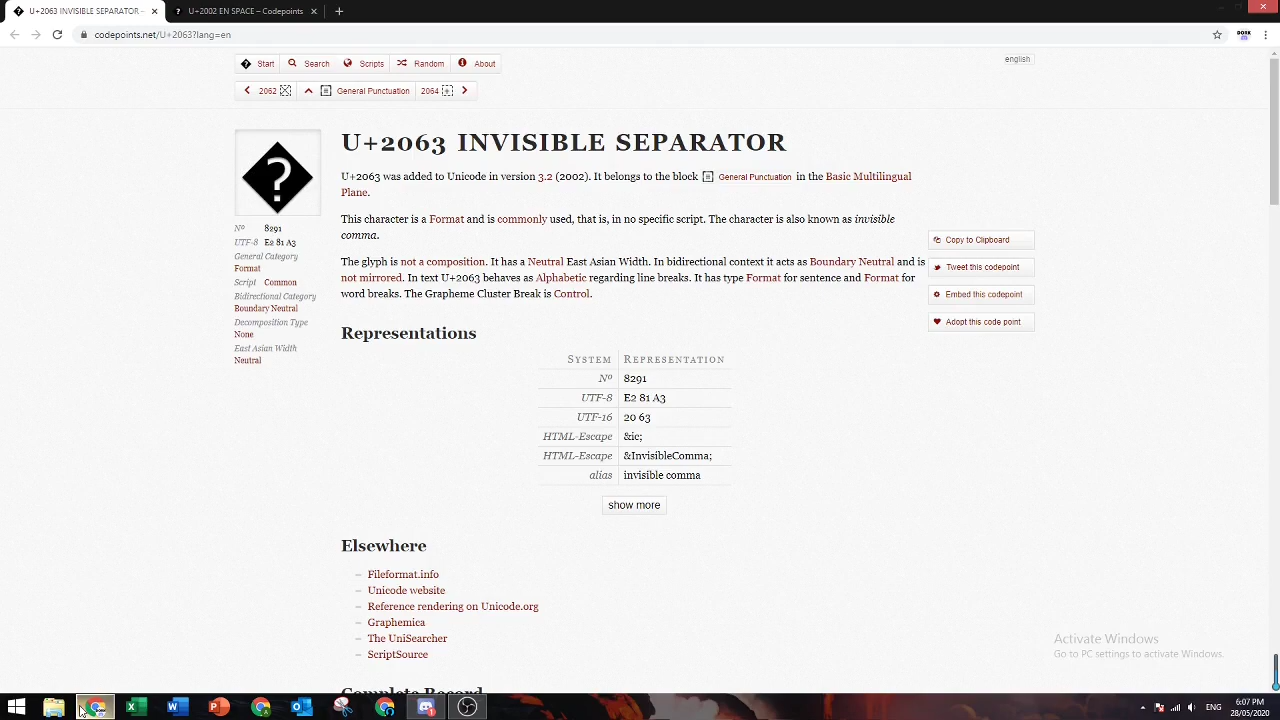 U+2063 INVISIBLE SEPARATOR –
U+2002 EN SPACE – Codepoints
codepoints.net/U+2063?lang=en
DORK
Start
Search
Scripts
Random
About
english
2062
General Punctuation
2064
U+2063 INVISIBLE SEPARATOR
U+2063 was added to Unicode in version 3.2 (2002). It belongs to the block General Punctuation in the Basic Multilingual
Plane.
This character is a Format and is commonly used, that is, in no specific script. The character is also known as invisible
comma.
The glyph is not a composition. It has a Neutral East Asian Width. In bidirectional context it acts as Boundary Neutral and is
not mirrored. In text U+2063 behaves as Alphabetic regarding line breaks. It has type Format for sentence and Format for
word breaks. The Grapheme Cluster Break is Control.
Nº 8291
UTF-8 E2 81 A3
General Category
Format
Script Common
Bidirectional Category
Boundary Neutral
Decomposition Type
None
East Asian Width
Neutral
Copy to Clipboard
Tweet this codepoint
Embed this codepoint
Adopt this code point
Representations
System Representation
Nº 8291
UTF-8 E2 81 A3
UTF-16 20 63
HTML-Escape &ic;
HTML-Escape &InvisibleComma;
alias invisible comma
show more
Elsewhere
– Fileformat.info
– Unicode website
– Reference rendering on Unicode.org
– Graphemica
– The UniSearcher
– ScriptSource
Complete Record
Activate Windows
Go to PC settings to activate Windows.
ENG
6:07 PM
28/05/2020